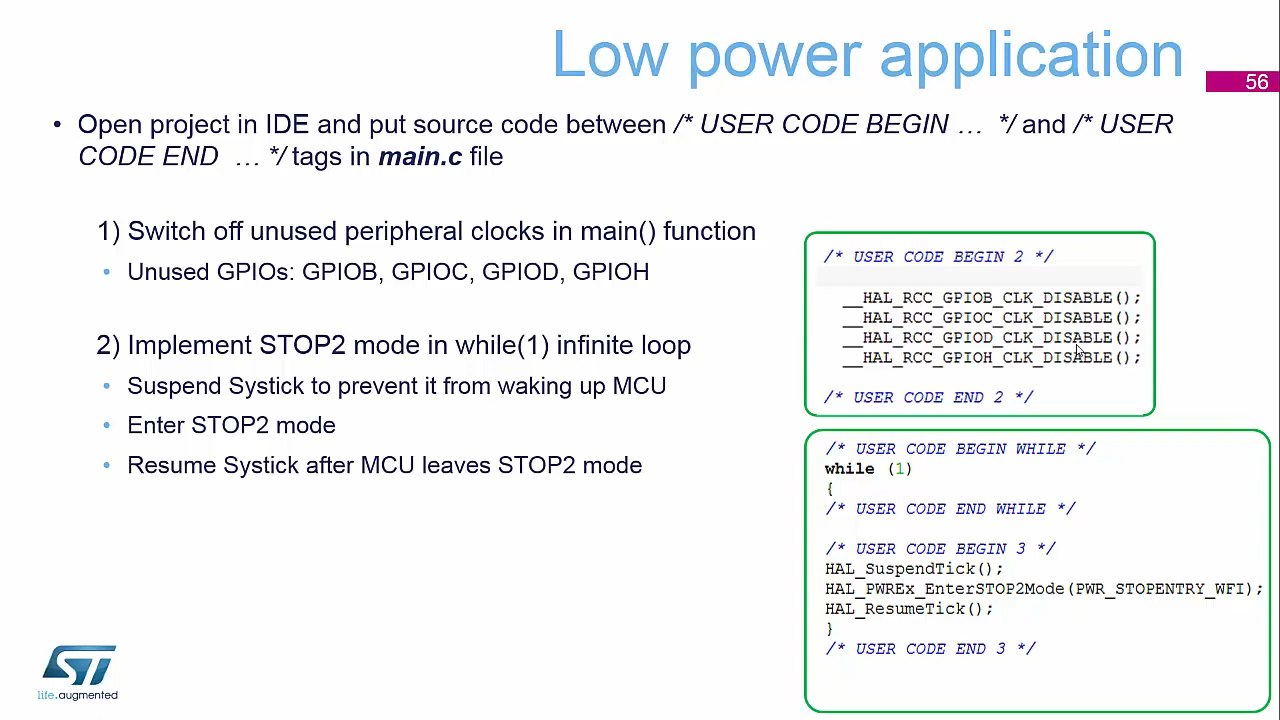 Low power application
56
• Open project in IDE and put source code between /* USER CODE BEGIN … */ and /* USER
CODE END … */ tags in main.c file
1) Switch off unused peripheral clocks in main() function
• Unused GPIOs: GPIOB, GPIOC, GPIOD, GPIOH
2) Implement STOP2 mode in while(1) infinite loop
• Suspend Systick to prevent it from waking up MCU
• Enter STOP2 mode
• Resume Systick after MCU leaves STOP2 mode
/* USER CODE BEGIN 2 */
__HAL_RCC_GPIOB_CLK_DISABLE();
__HAL_RCC_GPIOC_CLK_DISABLE();
__HAL_RCC_GPIOD_CLK_DISABLE();
__HAL_RCC_GPIOH_CLK_DISABLE();
/* USER CODE END 2 */
/* USER CODE BEGIN WHILE */
while (1)
{
/* USER CODE END WHILE */
/* USER CODE BEGIN 3 */
HAL_SuspendTick();
HAL_PWREx_EnterSTOP2Mode(PWR_STOPENTRY_WFI);
HAL_ResumeTick();
}
/* USER CODE END 3 */
ST
life.augmented